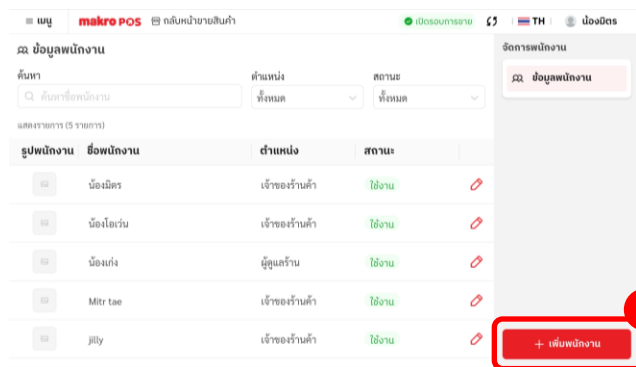 เมนู makro POS กลับหน้าขายสินค้า เปิดรอบการขาย TH น้องมิตร
ข้อมูลพนักงาน
ค้นหา ตำแหน่ง สถานะ
ค้นหาชื่อพนักงาน ทั้งหมด ทั้งหมด
แสดงรายการ (5 รายการ)
รูปพนักงาน ชื่อพนักงาน ตำแหน่ง สถานะ
น้องมิตร เจ้าของร้านค้า ใช้งาน
น้องโอเว่น เจ้าของร้านค้า ใช้งาน
น้องเก่ง ผู้ดูแลร้าน ใช้งาน
Mitr tae เจ้าของร้านค้า ใช้งาน
jilly เจ้าของร้านค้า ใช้งาน
จัดการพนักงาน
ข้อมูลพนักงาน
+ เพิ่มพนักงาน